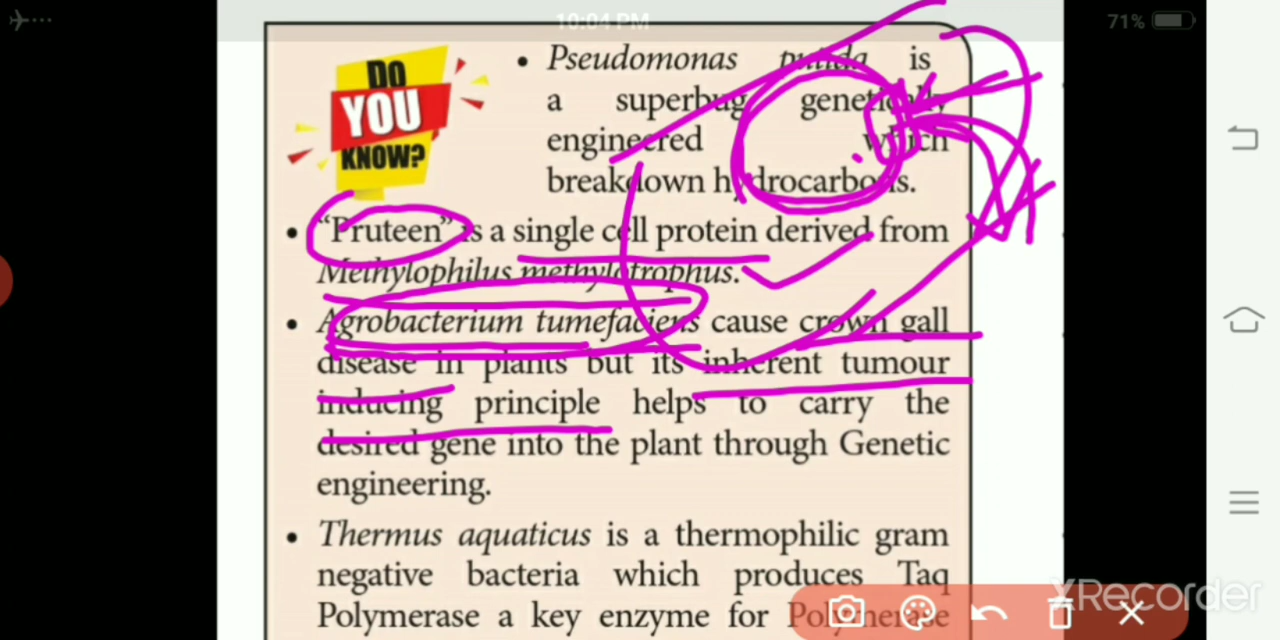 10:04 PM
71%
DO
YOU
KNOW?
• Pseudomonas putida is
a superbug genetically
engineered which
breakdown hydrocarbons.
• “Pruteen” is a single cell protein derived from
Methylophilus methylotrophus.
• Agrobacterium tumefaciens cause crown gall
disease in plants but its inherent tumour
inducing principle helps to carry the
desired gene into the plant through Genetic
engineering.
• Thermus aquaticus is a thermophilic gram
negative bacteria which produces Taq
Polymerase a key enzyme for Polymerase
XRecorder